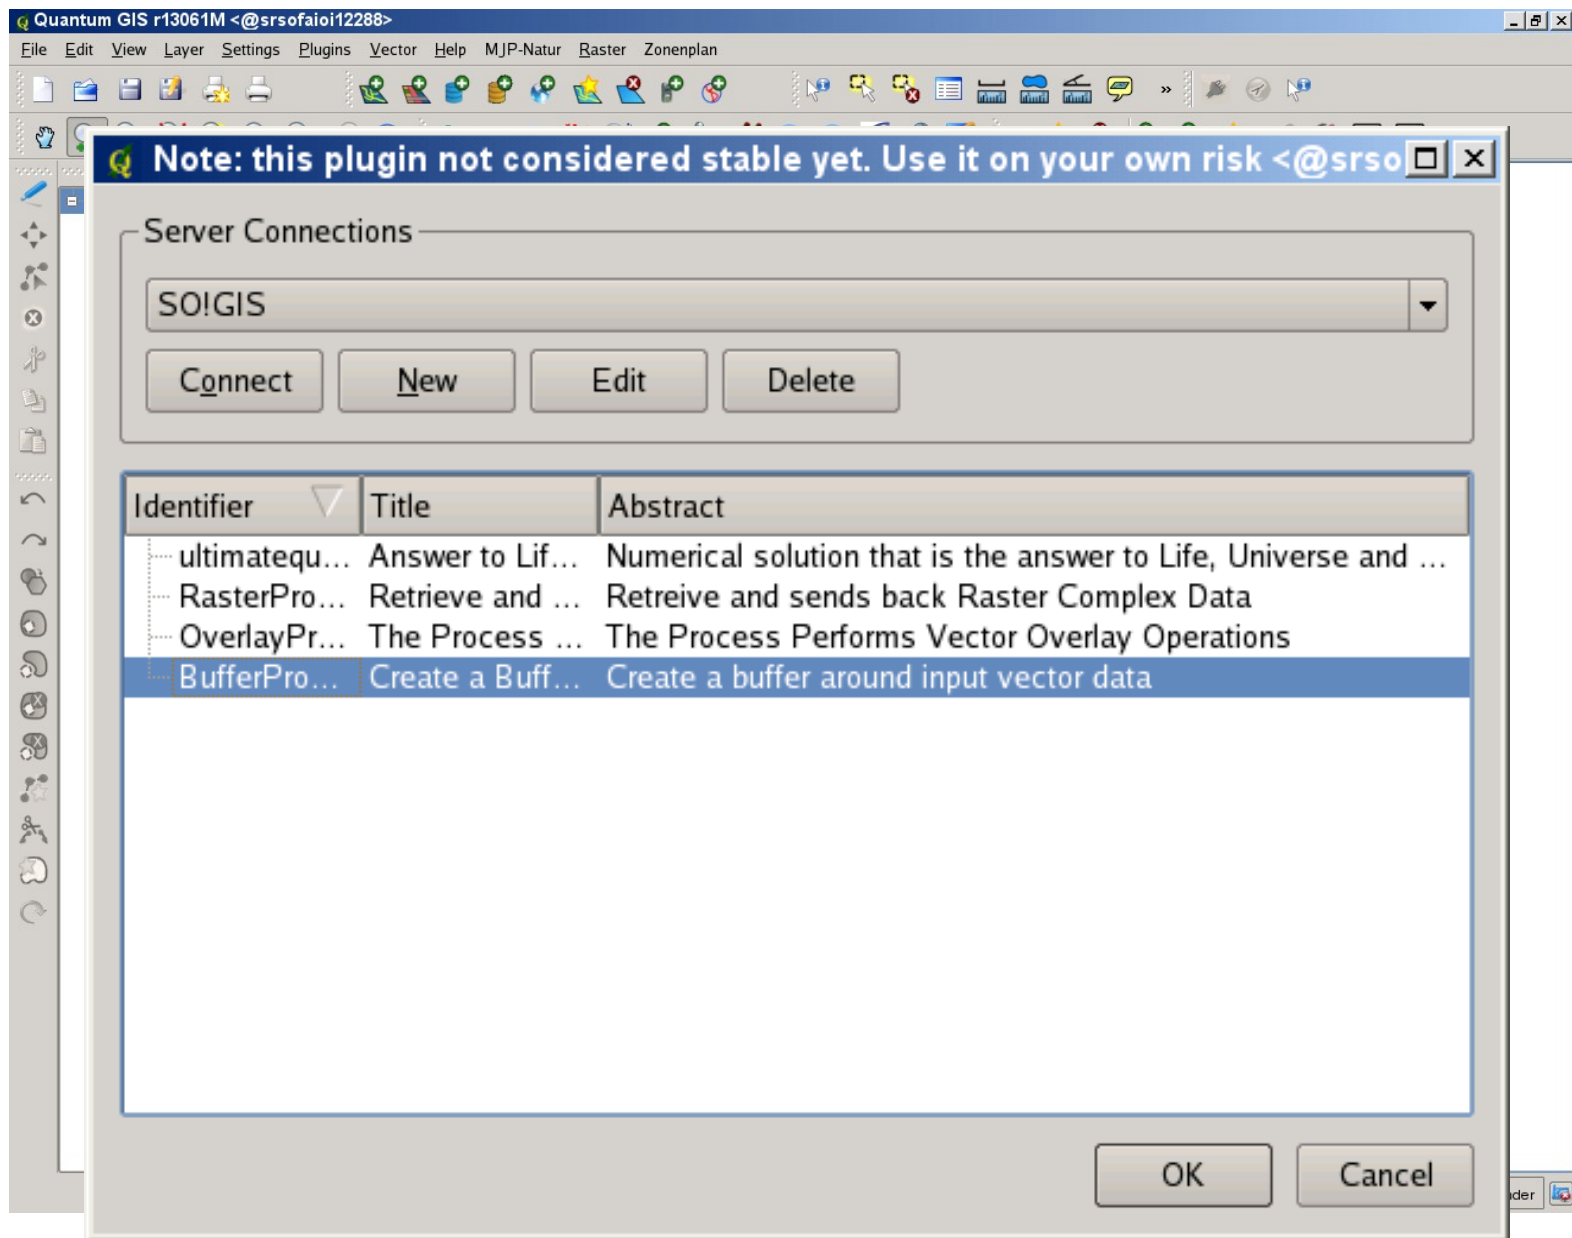 Quantum GIS r13061M <@srsofaioi12288>
File Edit View Layer Settings Plugins Vector Help MJP-Natur Raster Zonenplan
Note: this plugin not considered stable yet. Use it on your own risk <@srso
Server Connections
SO!GIS
Connect New Edit Delete
Identifier Title Abstract
ultimatequ... Answer to Lif... Numerical solution that is the answer to Life, Universe and ...
RasterPro... Retrieve and ... Retreive and sends back Raster Complex Data
OverlayPr... The Process ... The Process Performs Vector Overlay Operations
BufferPro... Create a Buff... Create a buffer around input vector data
OK Cancel
der